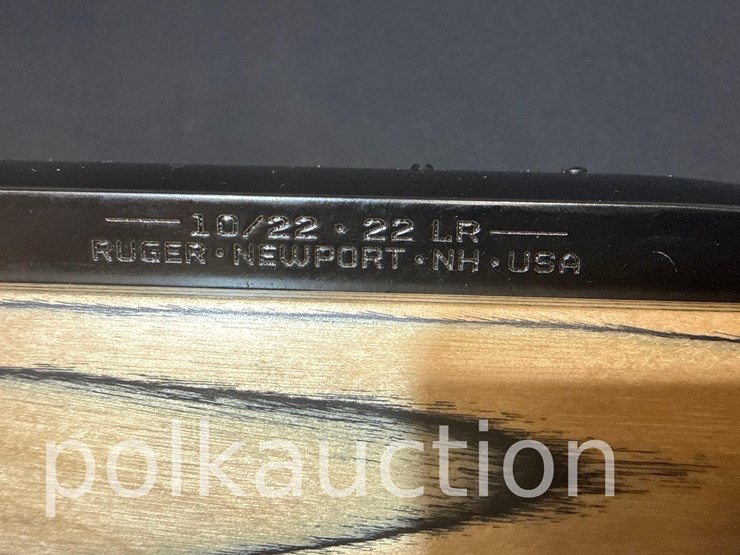 10/22 • 22 LR
RUGER • NEWPORT • NH • USA
polkauction